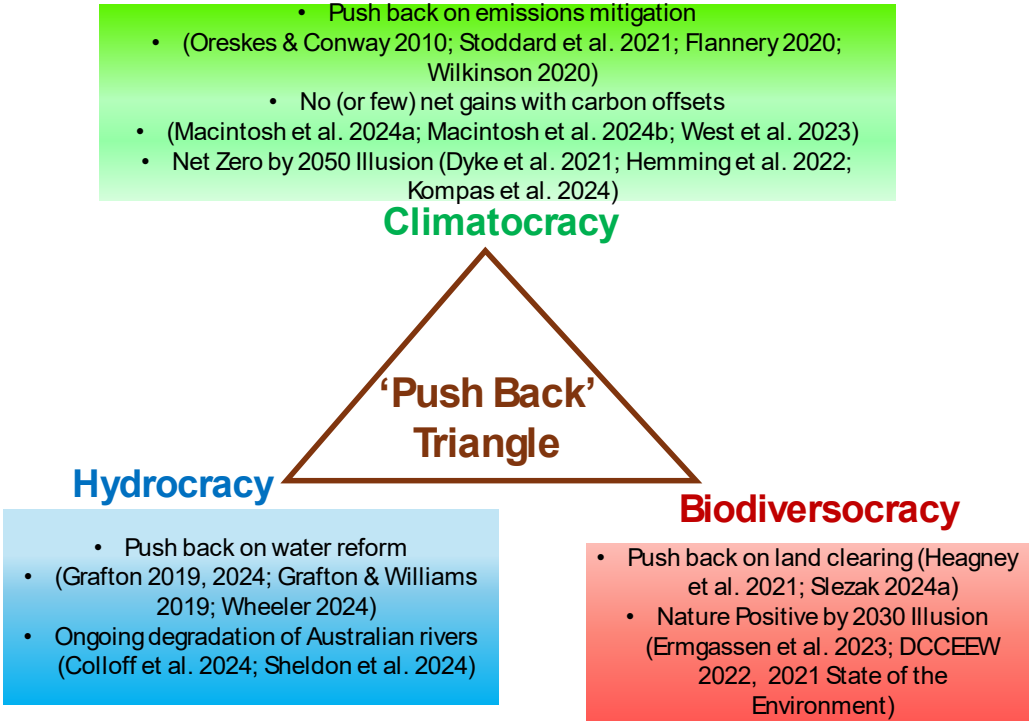 • Push back on emissions mitigation
• (Oreskes & Conway 2010; Stoddard et al. 2021; Flannery 2020;
Wilkinson 2020)
• No (or few) net gains with carbon offsets
• (Macintosh et al. 2024a; Macintosh et al. 2024b; West et al. 2023)
• Net Zero by 2050 Illusion (Dyke et al. 2021; Hemming et al. 2022;
Kompas et al. 2024)
Climatocracy
‘Push Back’
Triangle
Hydrocracy
• Push back on water reform
• (Grafton 2019, 2024; Grafton & Williams
2019; Wheeler 2024)
• Ongoing degradation of Australian rivers
(Colloff et al. 2024; Sheldon et al. 2024)
Biodiversocracy
• Push back on land clearing (Heagney
et al. 2021; Slezak 2024a)
• Nature Positive by 2030 Illusion
(Ermgassen et al. 2023; DCCEEW
2022, 2021 State of the
Environment)